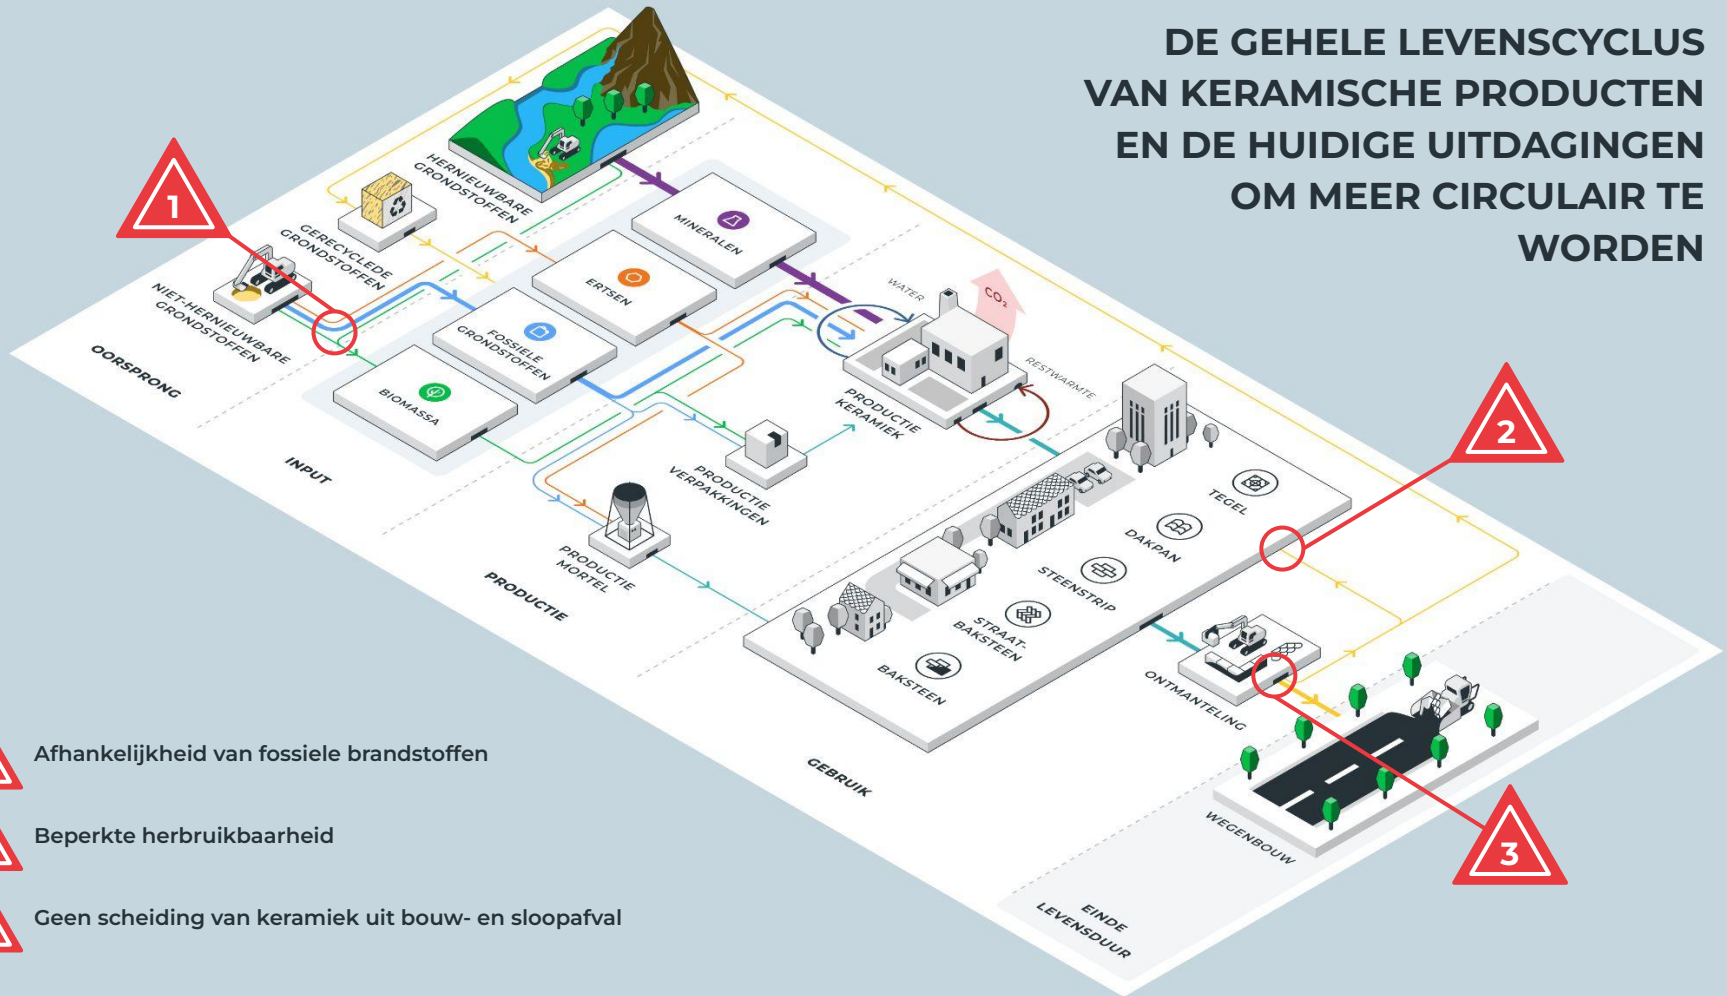 DE GEHELE LEVENSCYCLUS
VAN KERAMISCHE PRODUCTEN
EN DE HUIDIGE UITDAGINGEN
OM MEER CIRCULAIR TE
WORDEN
1
HERNIEUWBARE
GRONDSTOFFEN
GERECYCLEDE
GRONDSTOFFEN
NIET-HERNIEUWBARE
GRONDSTOFFEN
OORSPRONG
MINERALEN
ERTSEN
FOSSIELE
GRONDSTOFFEN
BIOMASSA
INPUT
WATER
CO₂
RESTWARMTE
PRODUCTIE
KERAMIEK
PRODUCTIE
VERPAKKINGEN
PRODUCTIE
MORTEL
PRODUCTIE
2
TEGEL
DAKPAN
STEENSTRIP
STRAAT-
BAKSTEEN
BAKSTEEN
GEBRUIK
ONTMANTELING
WEGENBOUW
3
EINDE
LEVENSDUUR
Afhankelijkheid van fossiele brandstoffen
Beperkte herbruikbaarheid
Geen scheiding van keramiek uit bouw- en sloopafval